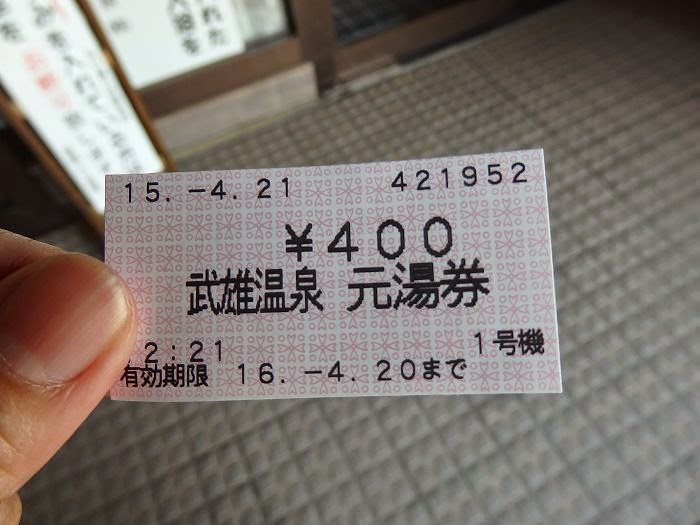 15.-4.21 421952
¥400
武雄温泉 元湯券
2:21 1号機
有効期限 16.-4.20まで